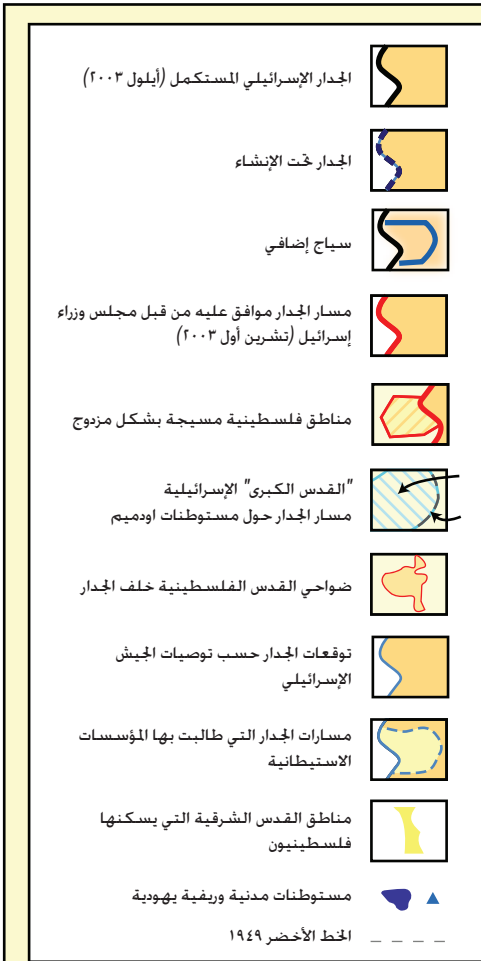 الجدار الإسرائيلي المستكمل (أيلول ٢٠٠٣)
الجدار تحت الإنشاء
سياج إضافي
مسار الجدار موافق عليه من قبل مجلس وزراء
إسرائيل (تشرين أول ٢٠٠٣)
مناطق فلسطينية مسيجة بشكل مزدوج
"القدس الكبرى" الإسرائيلية
مسار الجدار حول مستوطنات اودميم
ضواحي القدس الفلسطينية خلف الجدار
توقعات الجدار حسب توصيات الجيش
الإسرائيلي
مسارات الجدار التي طالبت بها المؤسسات
الاستيطانية
مناطق القدس الشرقية التي يسكنها
فلسطينيون
مستوطنات مدنية وريفية يهودية
الخط الأخضر ١٩٤٩